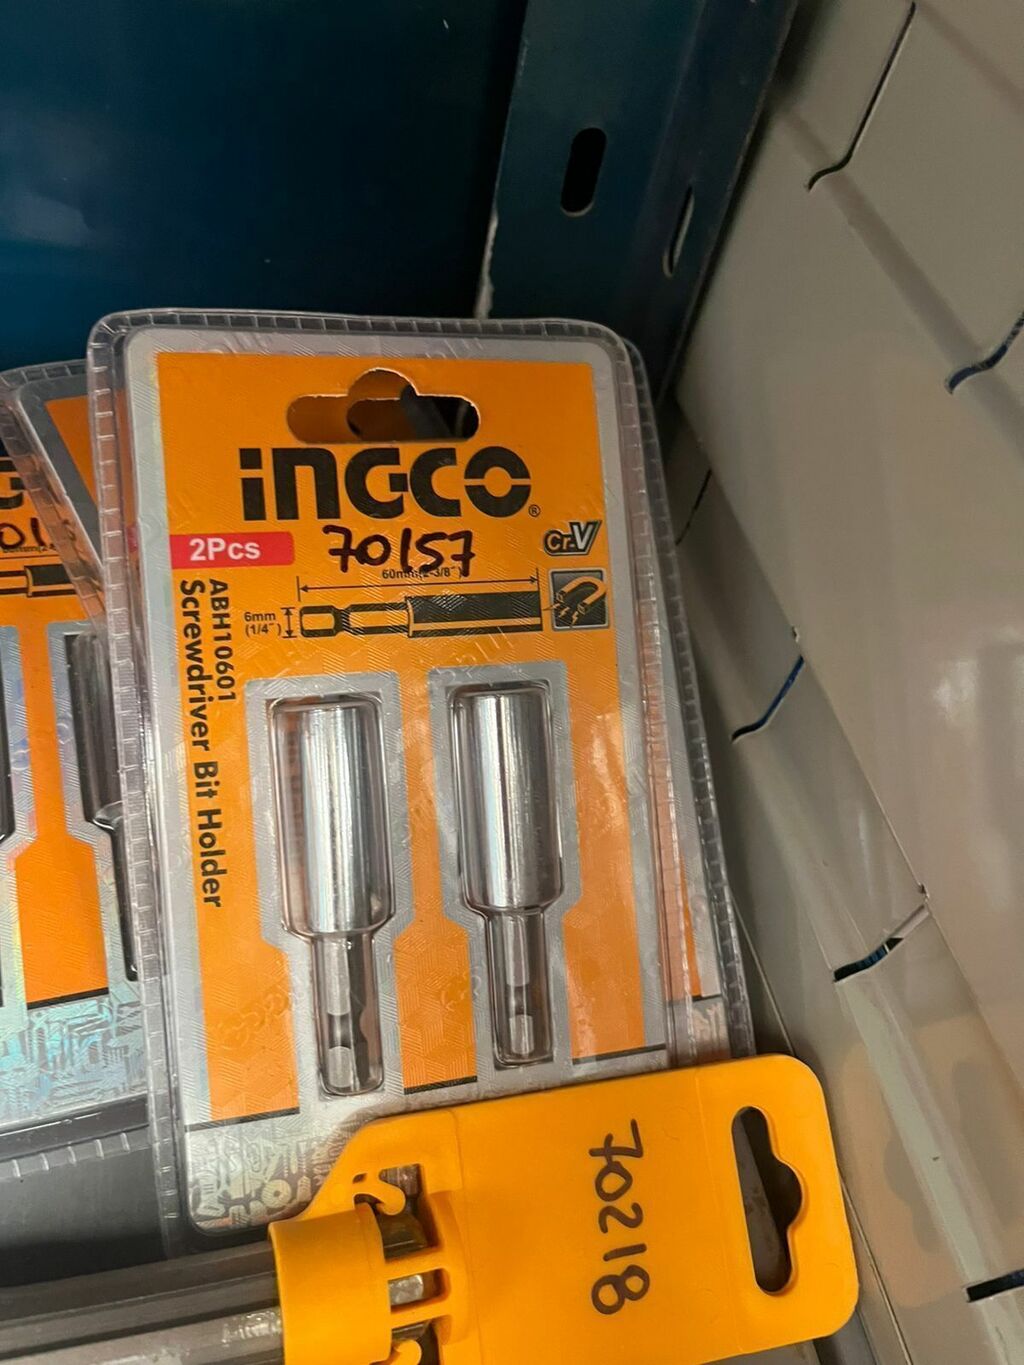 INGCO®
70157
2Pcs
Cr-V
60mm(2-3/8")
6mm
(1/4")
ABH10601
Screwdriver Bit Holder
70218